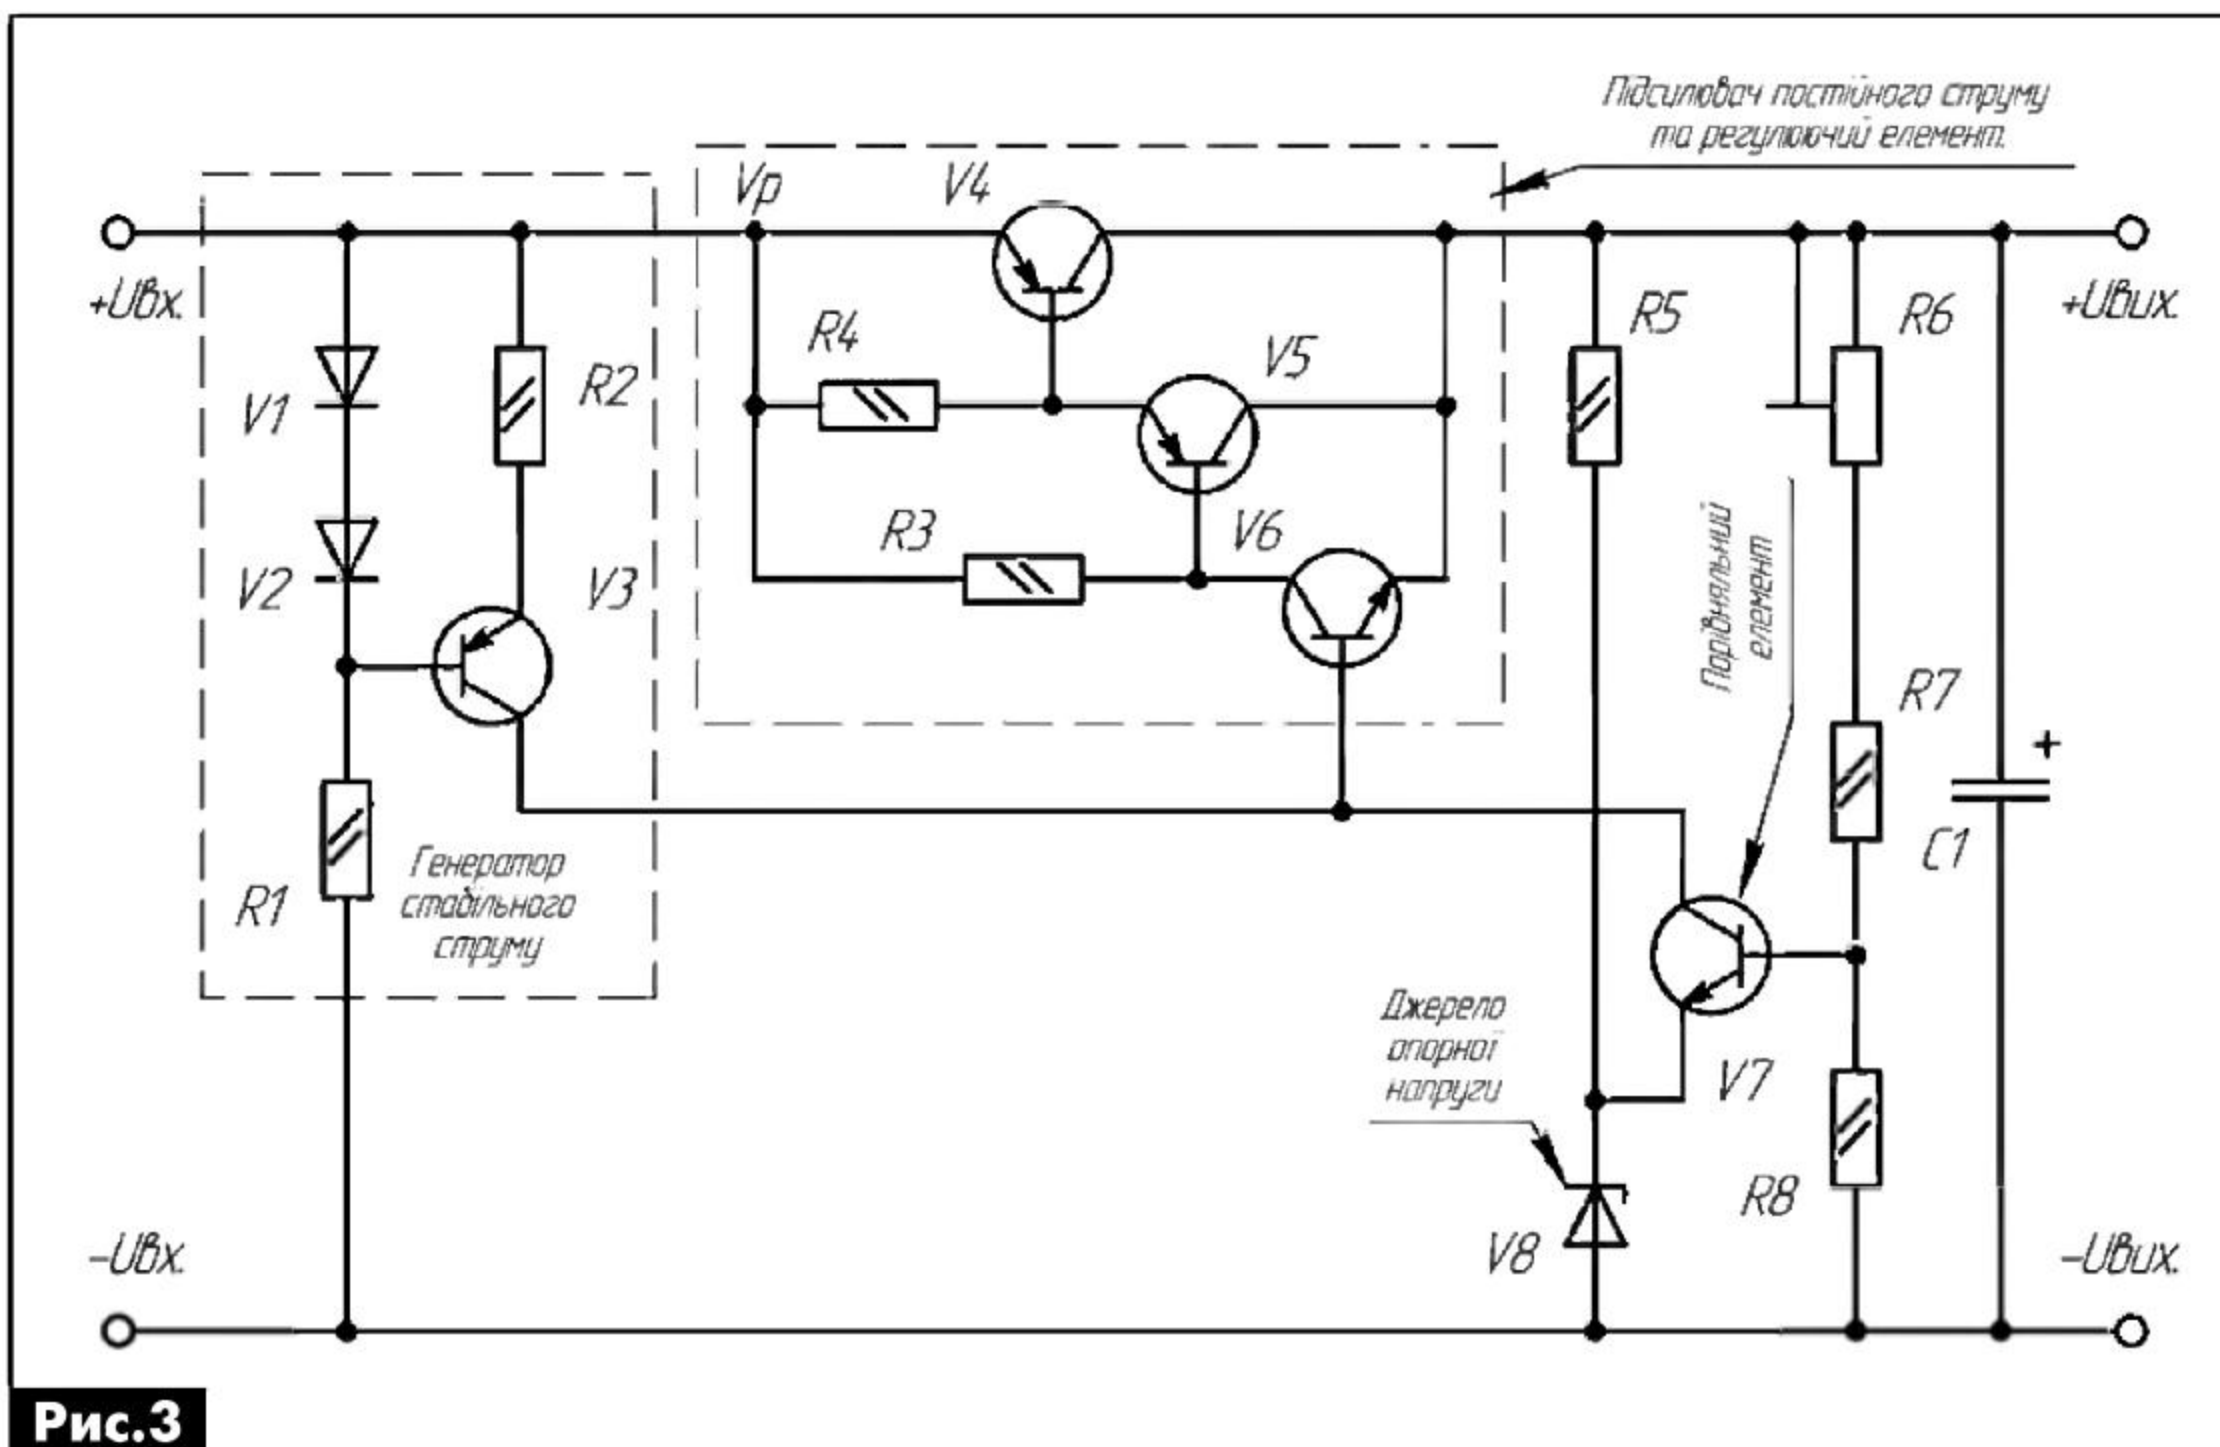 Підсилювач постійного струму
та регулюючий елемент.
Vр
V4
+Uвх.
R4
R5
R6
+Uвих.
V1
R2
V5
R3
V6
V2
V3
Порівняльний
елемент
R7
+
C1
Генератор
стабільного
струму
R1
Джерело
опорної
напруги
V7
R8
V8
–Uвх.
–Uвих.
Рис.3